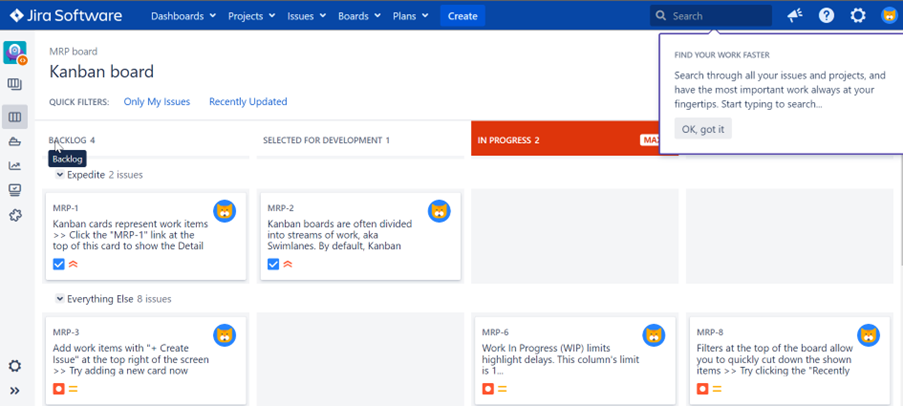 Jira Software
Dashboards Projects Issues Boards Plans Create
Search
MRP board
Kanban board
QUICK FILTERS: Only My Issues Recently Updated
FIND YOUR WORK FASTER
Search through all your issues and projects, and
have the most important work always at your
fingertips. Start typing to search...
OK, got it
BACKLOG 4
SELECTED FOR DEVELOPMENT 1
IN PROGRESS 2
Backlog
Expedite 2 issues
MRP-1
Kanban cards represent work items
>> Click the "MRP-1" link at the
top of this card to show the Detail
MRP-2
Kanban boards are often divided
into streams of work, aka
Swimlanes. By default, Kanban
Everything Else 8 issues
MRP-3
Add work items with "+ Create
Issue" at the top right of the screen
>> Try adding a new card now
MRP-6
Work In Progress (WIP) limits
highlight delays. This column's limit
is 1...
MRP-8
Filters at the top of the board allow
you to quickly cut down the shown
items >> Try clicking the "Recently